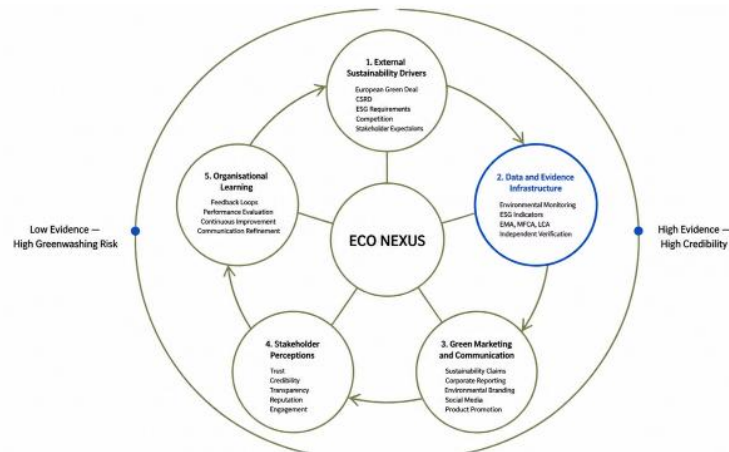 1. External
Sustainability Drivers
European Green Deal
CSRD
ESG Requirements
Competition
Stakeholder Expectations
2. Data and Evidence
Infrastructure
Environmental Monitoring
ESG Indicators
EMA, MFCA, LCA
Independent Verification
5. Organisational
Learning
Feedback Loops
Performance Evaluation
Continuous Improvement
Communication Refinement
Low Evidence —
High Greenwashing Risk
ECO NEXUS
High Evidence —
High Credibility
4. Stakeholder
Perceptions
Trust
Credibility
Transparency
Reputation
Engagement
3. Green Marketing
and Communication
Sustainability Claims
Corporate Reporting
Environmental Branding
Social Media
Product Promotion